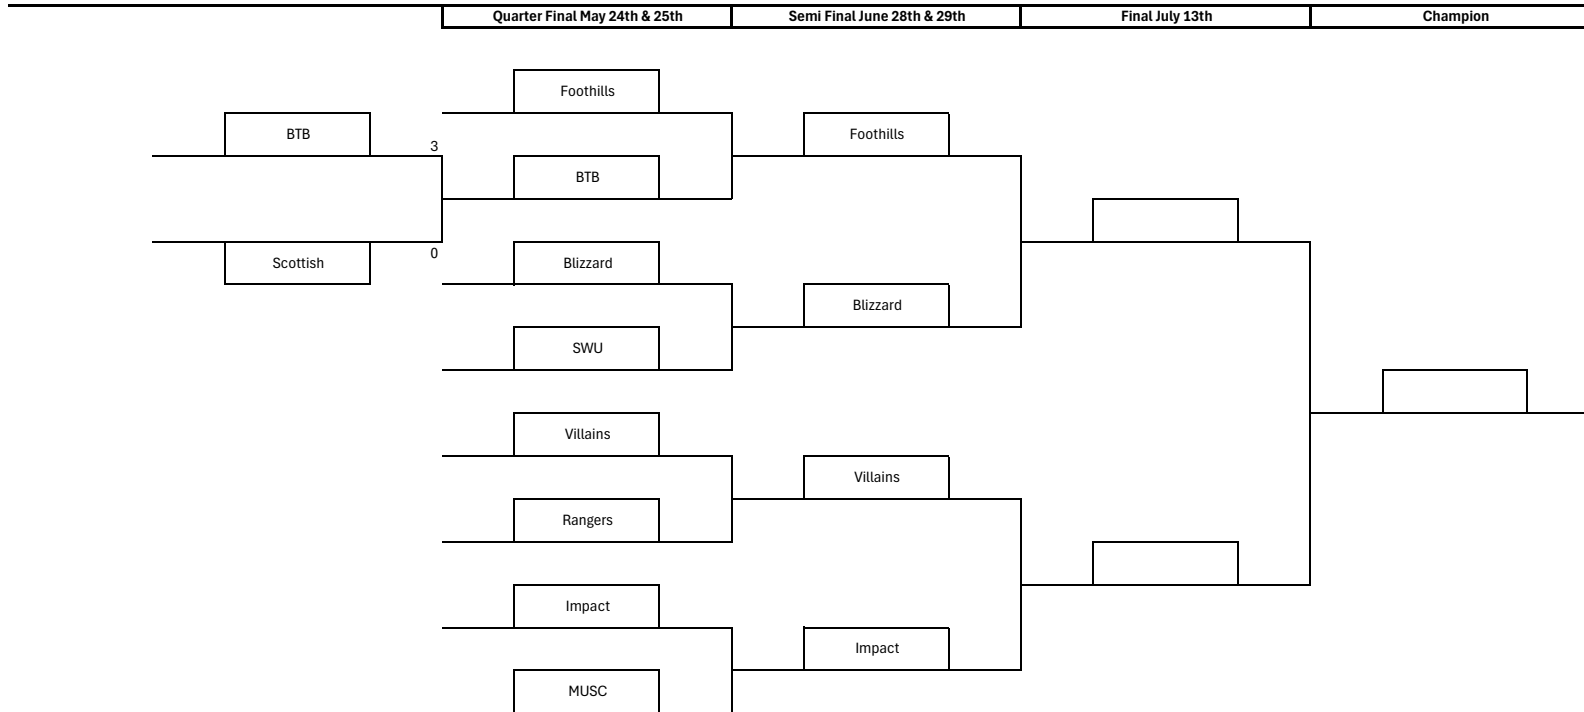 Quarter Final May 24th & 25th
Semi Final June 28th & 29th
Final July 13th
Champion
Foothills
BTB
Foothills
3
BTB
Scottish
0
Blizzard
Blizzard
SWU
Villains
Villains
Rangers
Impact
Impact
MUSC